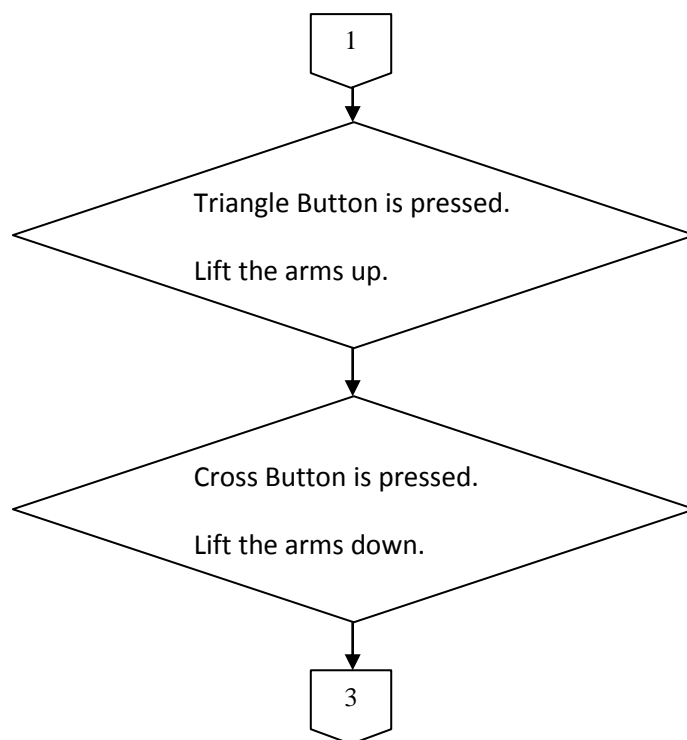 1
Triangle Button is pressed.
Lift the arms up.
Cross Button is pressed.
Lift the arms down.
3